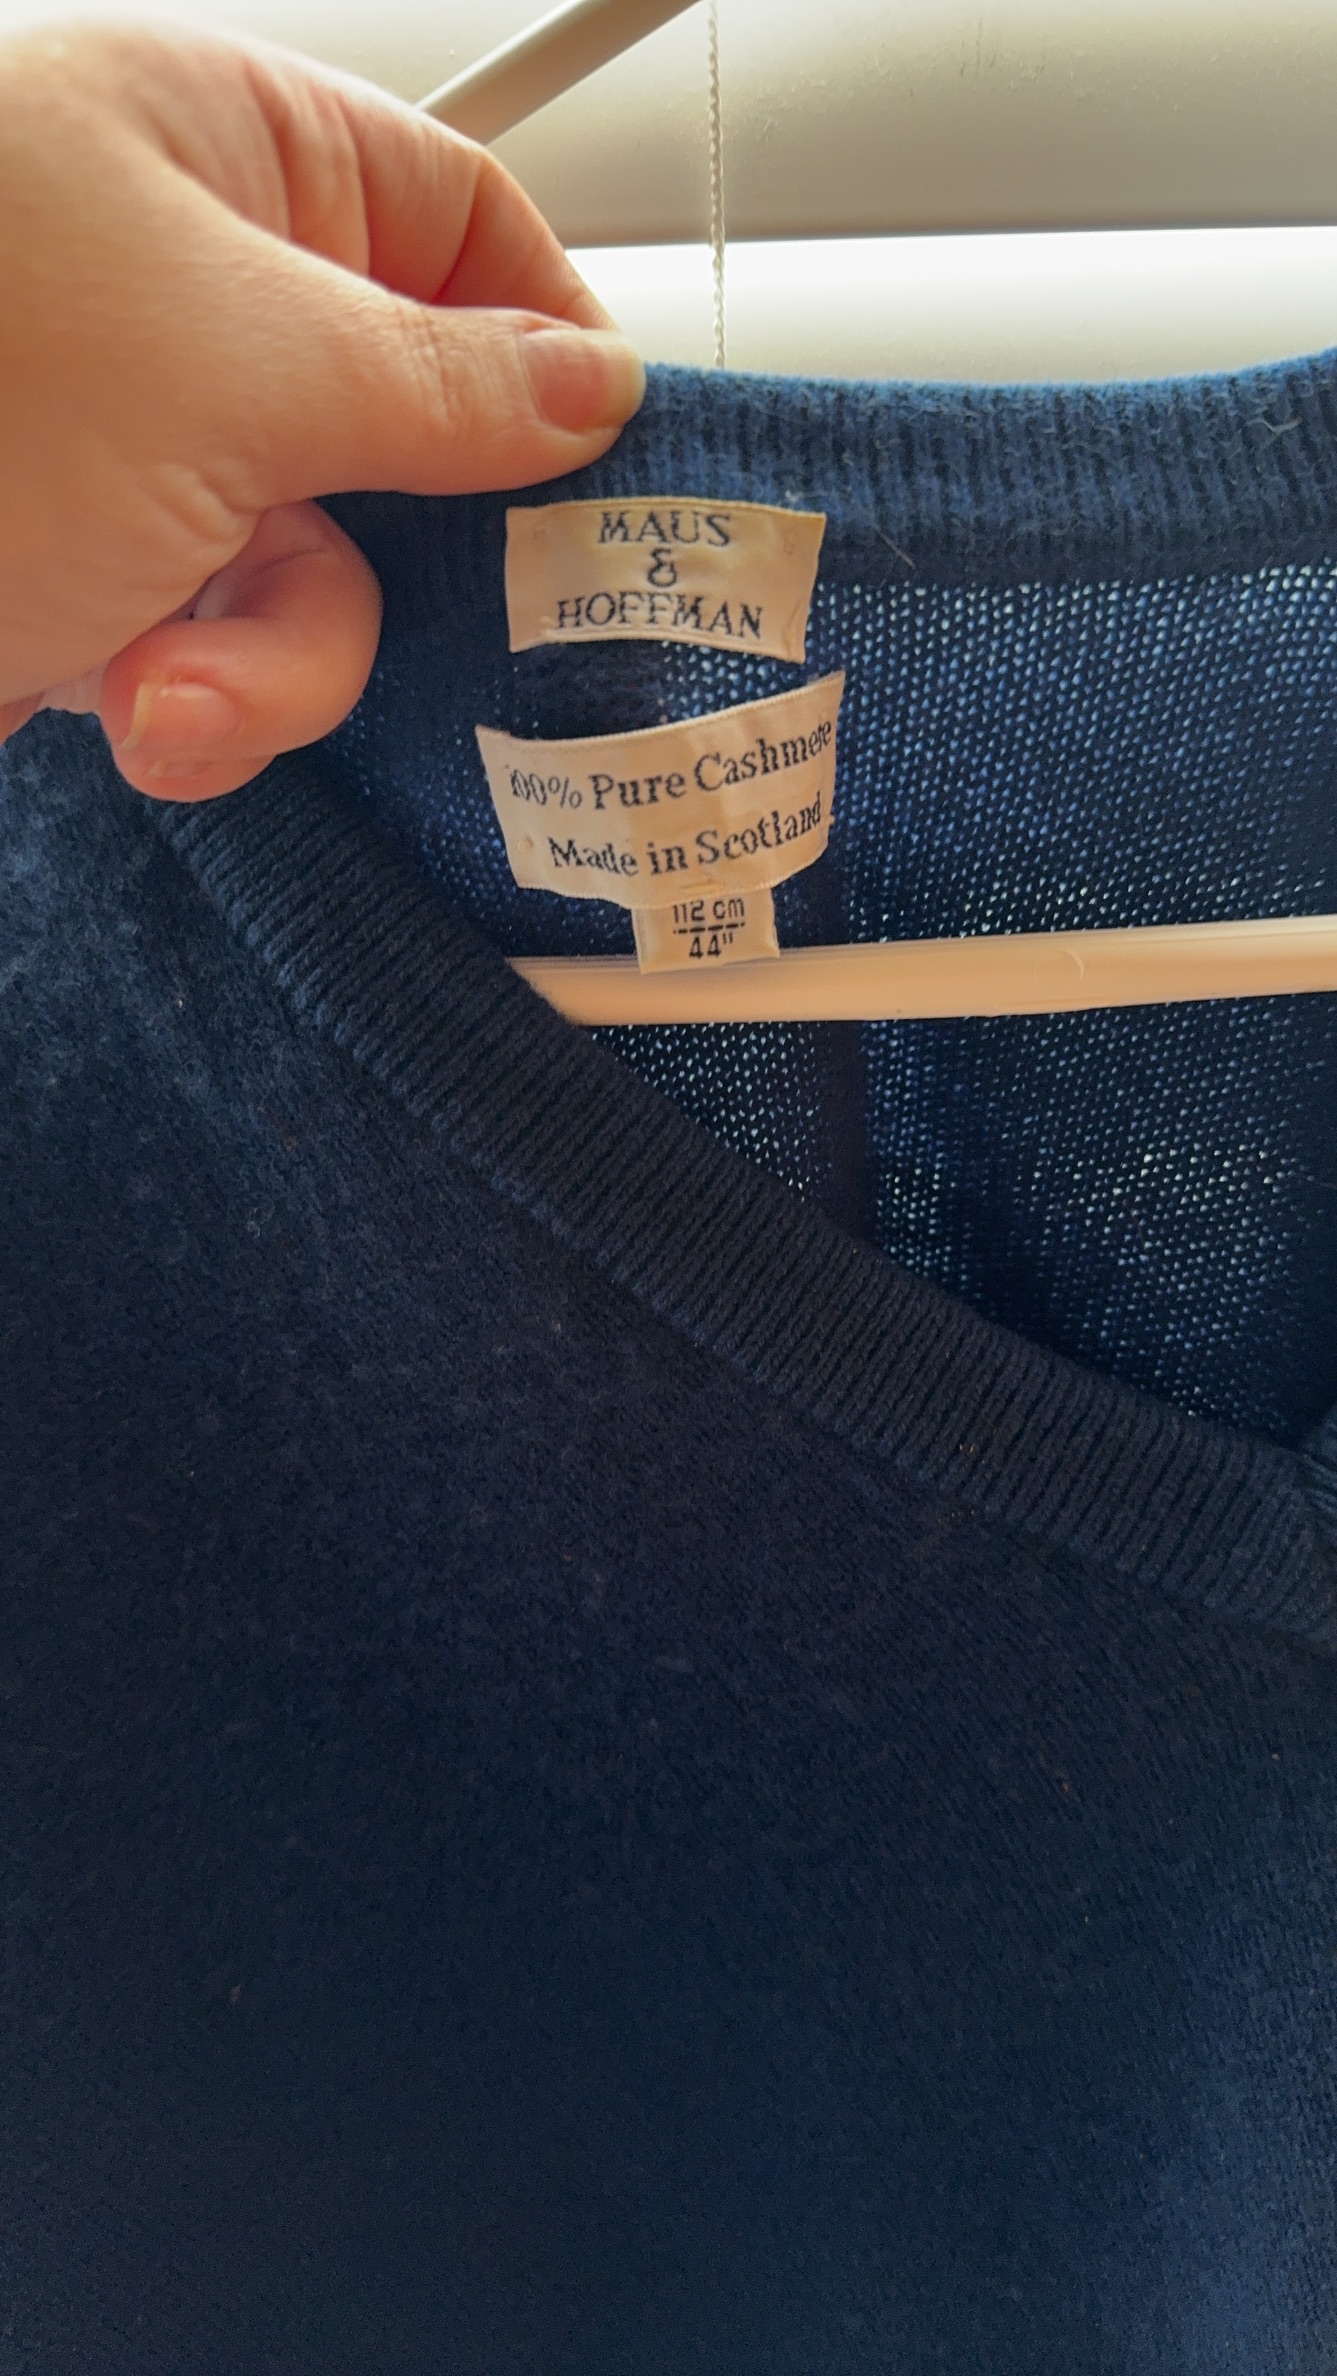 MAUS
&
HOFFMAN
100% Pure Cashmere
Made in Scotland
112 cm
44"